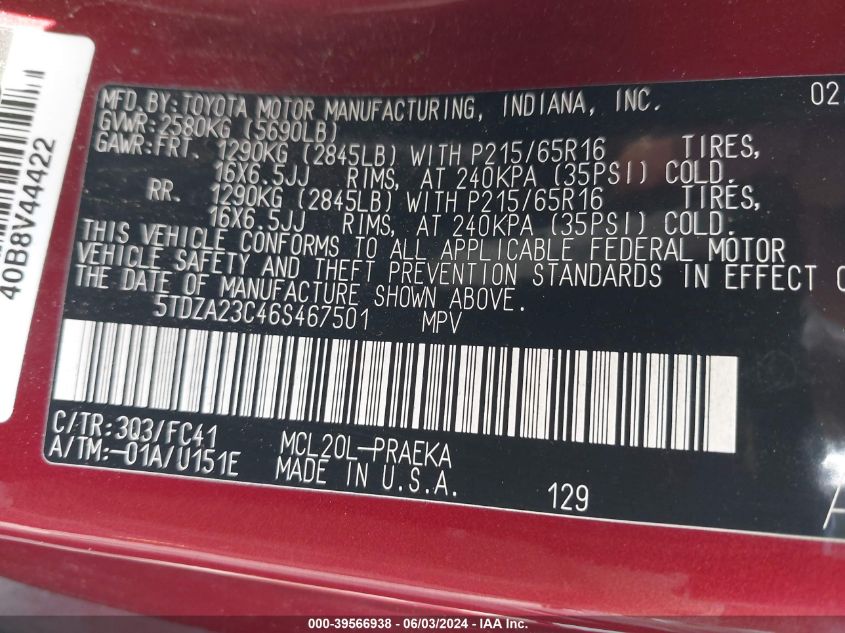 MFD. BY: TOYOTA MOTOR MANUFACTURING, INDIANA, INC. 02
GVWR: 2580KG (5690LB)
GAWR: FRT. 1290KG (2845LB) WITH P215/65R16 TIRES,
16X6.5JJ RIMS, AT 240KPA (35PSI) COLD.
RR. 1290KG (2845LB) WITH P215/65R16 TIRES,
16X6.5JJ RIMS, AT 240KPA (35PSI) COLD.
THIS VEHICLE CONFORMS TO ALL APPLICABLE FEDERAL MOTOR
VEHICLE SAFETY AND THEFT PREVENTION STANDARDS IN EFFECT
THE DATE OF MANUFACTURE SHOWN ABOVE.
5TDZA23C46S467501 MPV
C/TR: 3Q3/FC41 MCL20L-PRAEKA
A/TM: -01A/U151E MADE IN U.S.A.
129
40B8V44422
000-39566938 - 06/03/2024 - IAA Inc.